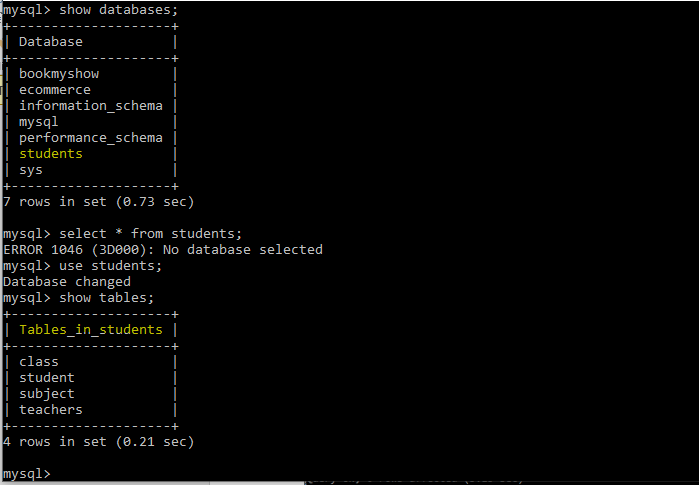 mysql> show databases;
+--------------------+
| Database           |
+--------------------+
| bookmyshow         |
| ecommerce          |
| information_schema |
| mysql              |
| performance_schema |
| students           |
| sys                |
+--------------------+
7 rows in set (0.73 sec)
mysql> select * from students;
ERROR 1046 (3D000): No database selected
mysql> use students;
Database changed
mysql> show tables;
+--------------------+
| Tables_in_students |
+--------------------+
| class              |
| student            |
| subject            |
| teachers           |
+--------------------+
4 rows in set (0.21 sec)
mysql>